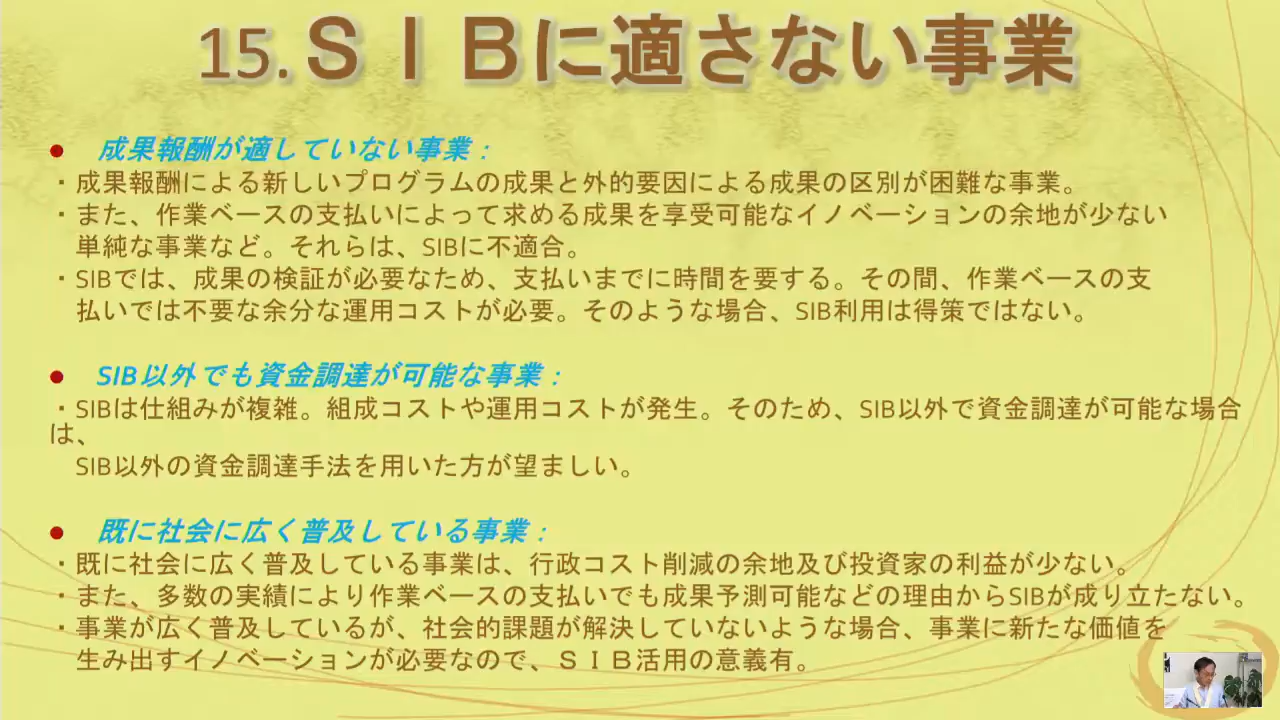 15.ＳＩＢに適さない事業
● 成果報酬が適していない事業：
・成果報酬による新しいプログラムの成果と外的要因による成果の区別が困難な事業。
・また、作業ベースの支払いによって求める成果を享受可能なイノベーションの余地が少ない
単純な事業など。それらは、SIBに不適合。
・SIBでは、成果の検証が必要なため、支払いまでに時間を要する。その間、作業ベースの支
払いでは不要な余分な運用コストが必要。そのような場合、SIB利用は得策ではない。
● SIB以外でも資金調達が可能な事業：
・SIBは仕組みが複雑。組成コストや運用コストが発生。そのため、SIB以外で資金調達が可能な場合
は、
SIB以外の資金調達手法を用いた方が望ましい。
● 既に社会に広く普及している事業：
・既に社会に広く普及している事業は、行政コスト削減の余地及び投資家の利益が少ない。
・また、多数の実績により作業ベースの支払いでも成果予測可能などの理由からSIBが成り立たない。
・事業が広く普及しているが、社会的課題が解決していないような場合、事業に新たな価値を
生み出すイノベーションが必要なので、ＳＩＢ活用の意義有。